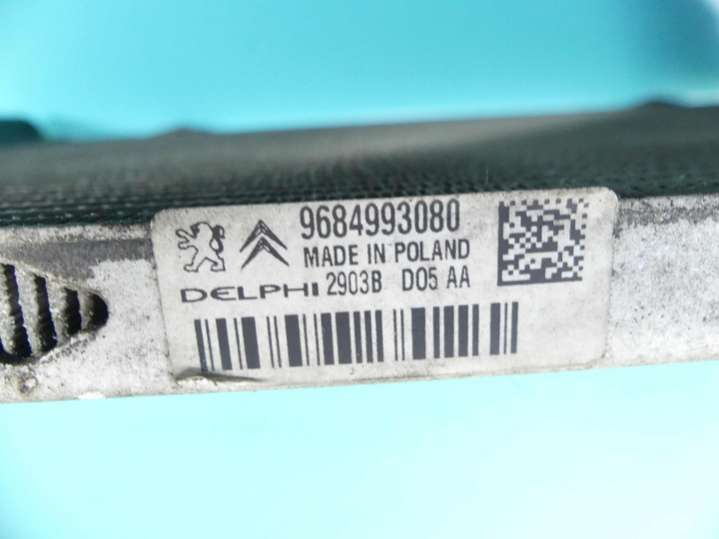 9684993080
MADE IN POLAND
DELPHI 2903B D05 AA